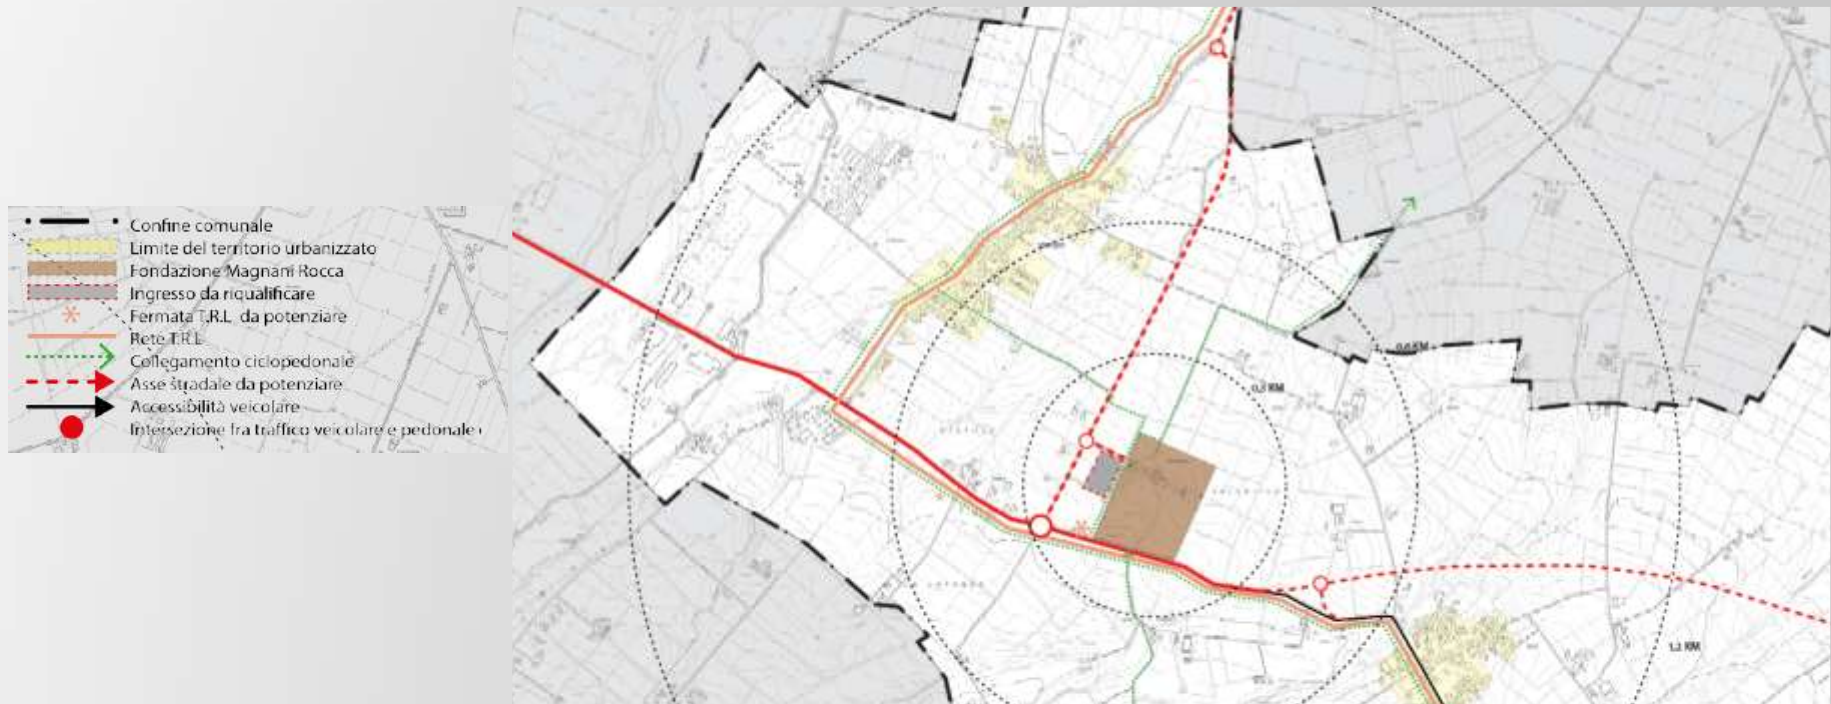 Confine comunale
Limite del territorio urbanizzato
Fondazione Magnani Rocca
Ingresso da riqualificare
Fermata T.R.L. da potenziare
Rete T.R.L.
Collegamento ciclopedonale
Asse stradale da potenziare
Accessibilità veicolare
Intersezione fra traffico veicolare e pedonale
0,3 KM
1,2 KM